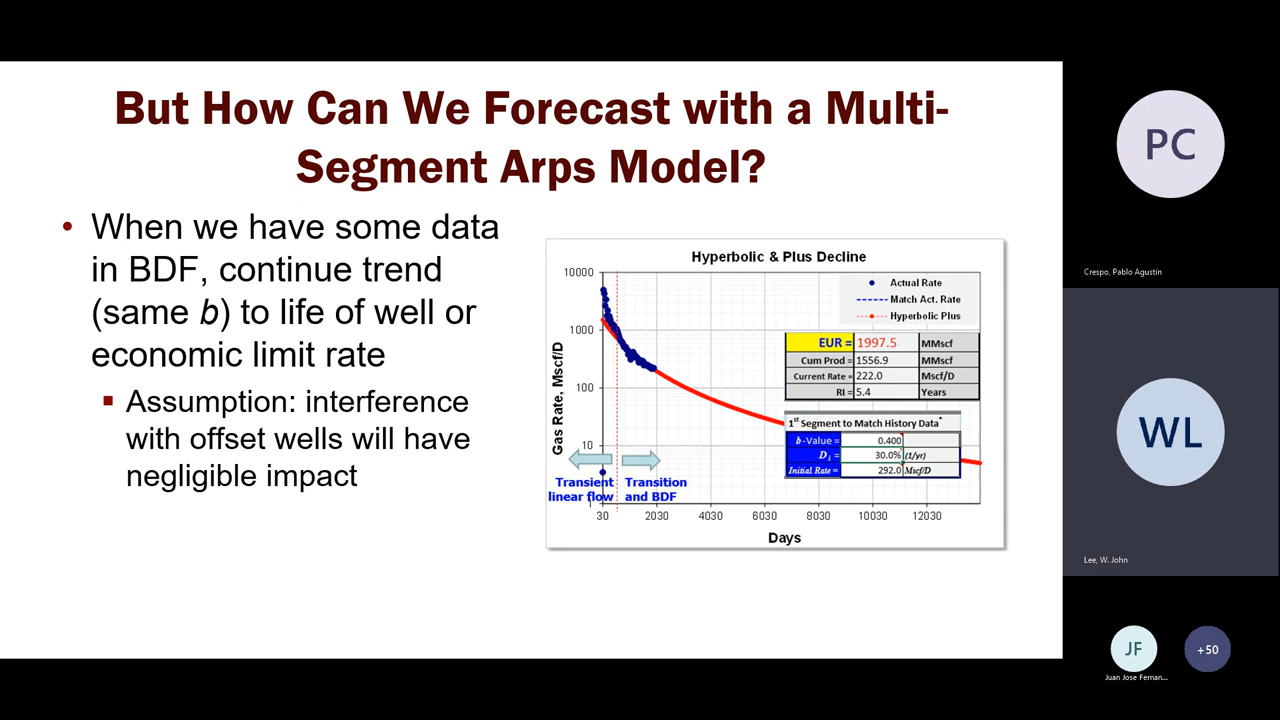 But How Can We Forecast with a Multi-
Segment Arps Model?
• When we have some data
in BDF, continue trend
(same b) to life of well or
economic limit rate
▪ Assumption: interference
with offset wells will have
negligible impact
Hyperbolic & Plus Decline
Gas Rate, Mscf/D
10000
1000
100
10
1
Actual Rate
Match Act. Rate
Hyperbolic Plus
EUR = 1997.5 MMscf
Cum Prod = 1556.9 MMscf
Current Rate = 222.0 Mscf/D
RI = 5.4 Years
1st Segment to Match History Data*
b-Value = 0.400
Di = 30.0% (1/yr)
Initial Rate = 292.0 Mscf/D
Transient
linear flow
Transition
and BDF
30 2030 4030 6030 8030 10030 12030
Days
PC
Crespo, Pablo Agustín
WL
Lee, W. John
JF
Juan Jose Fernan...
+50